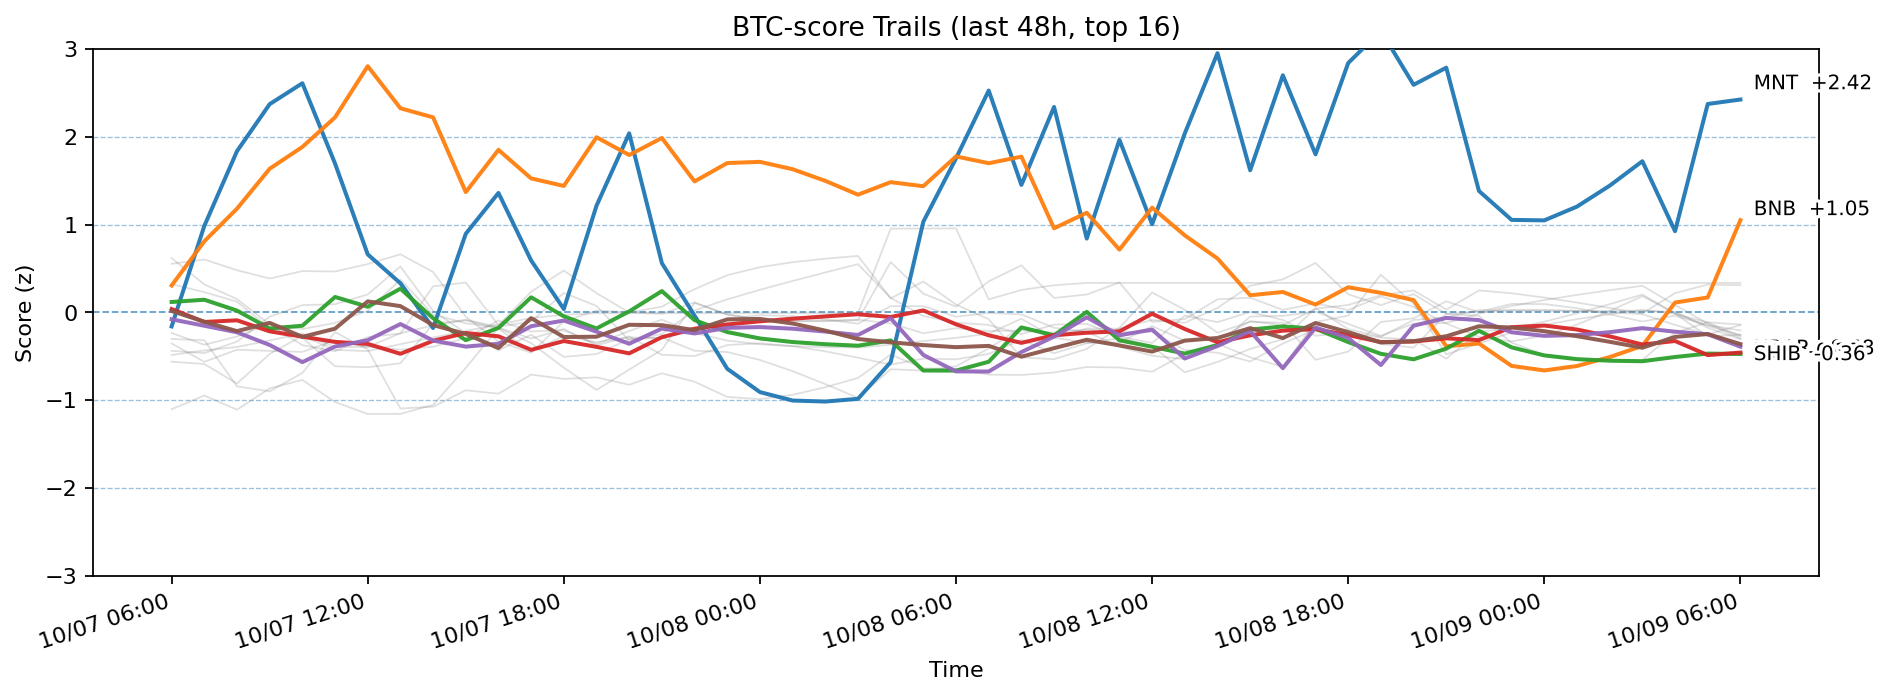 BTC-score Trails (last 48h, top 16)
Score (z)
3
2
1
0
−1
−2
−3
MNT +2.42
BNB +1.05
SHIB -0.36
10/07 06:00
10/07 12:00
10/07 18:00
10/08 00:00
10/08 06:00
10/08 12:00
10/08 18:00
10/09 00:00
10/09 06:00
Time